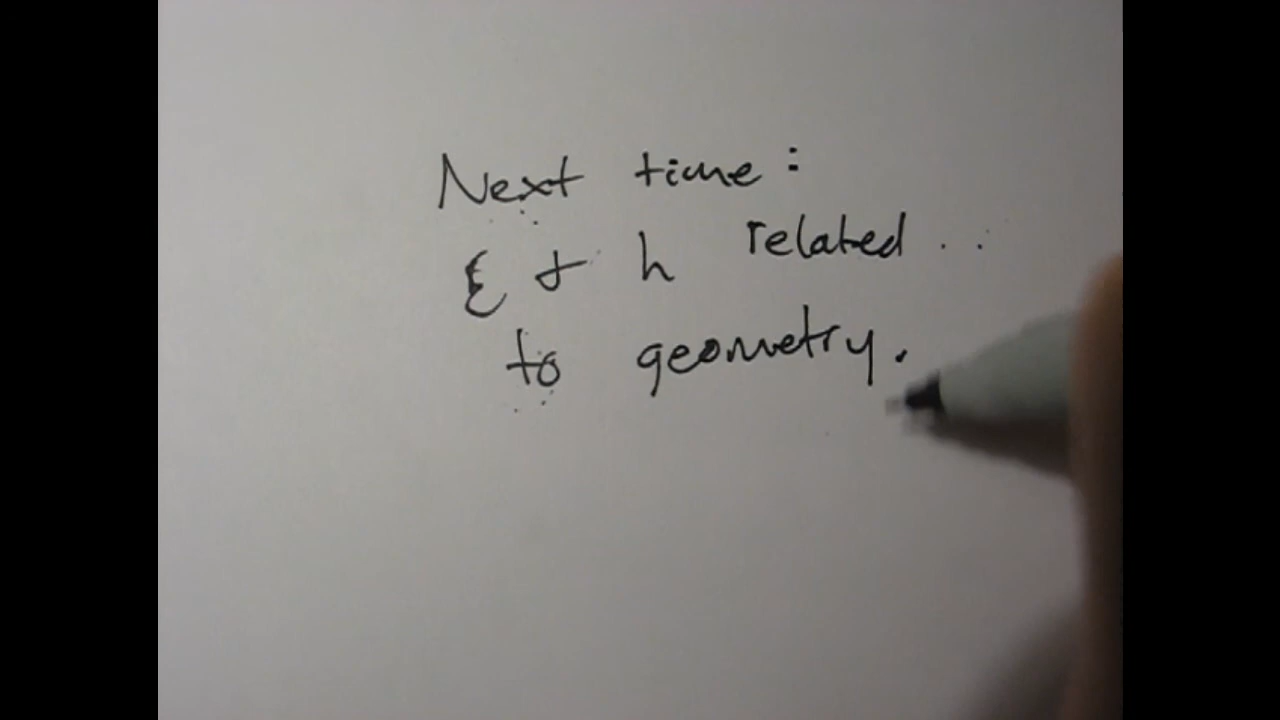 Next time:
ε + h related ..
to geometry.